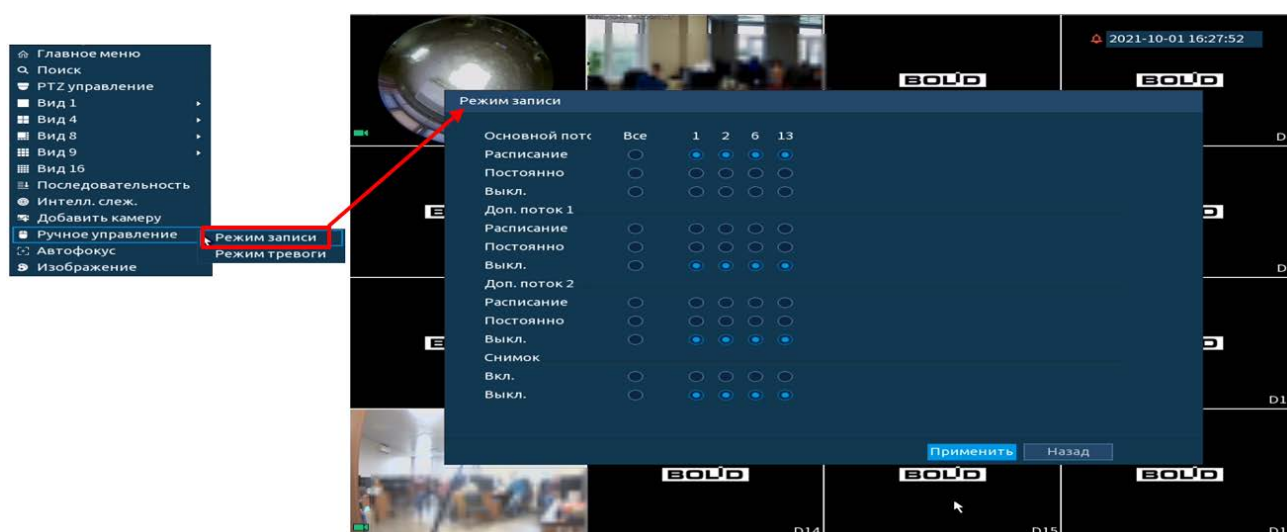 Главное меню
Поиск
PTZ управление
Вид 1
Вид 4
Вид 8
Вид 9
Вид 16
Последовательность
Интелл. слеж.
Добавить камеру
Ручное управление
Автофокус
Изображение
Режим записи
Режим тревоги
2021-10-01 16:27:52
BOLID
BOLID
Режим записи
Основной пото Все 1 2 6 13
Расписание
Постоянно
Выкл.
Доп. поток 1
Расписание
Постоянно
Выкл.
Доп. поток 2
Расписание
Постоянно
Выкл.
Снимок
Вкл.
Выкл.
Применить Назад
D
D
D1
BOLID
BOLID
BOLID
D14
D15
D1